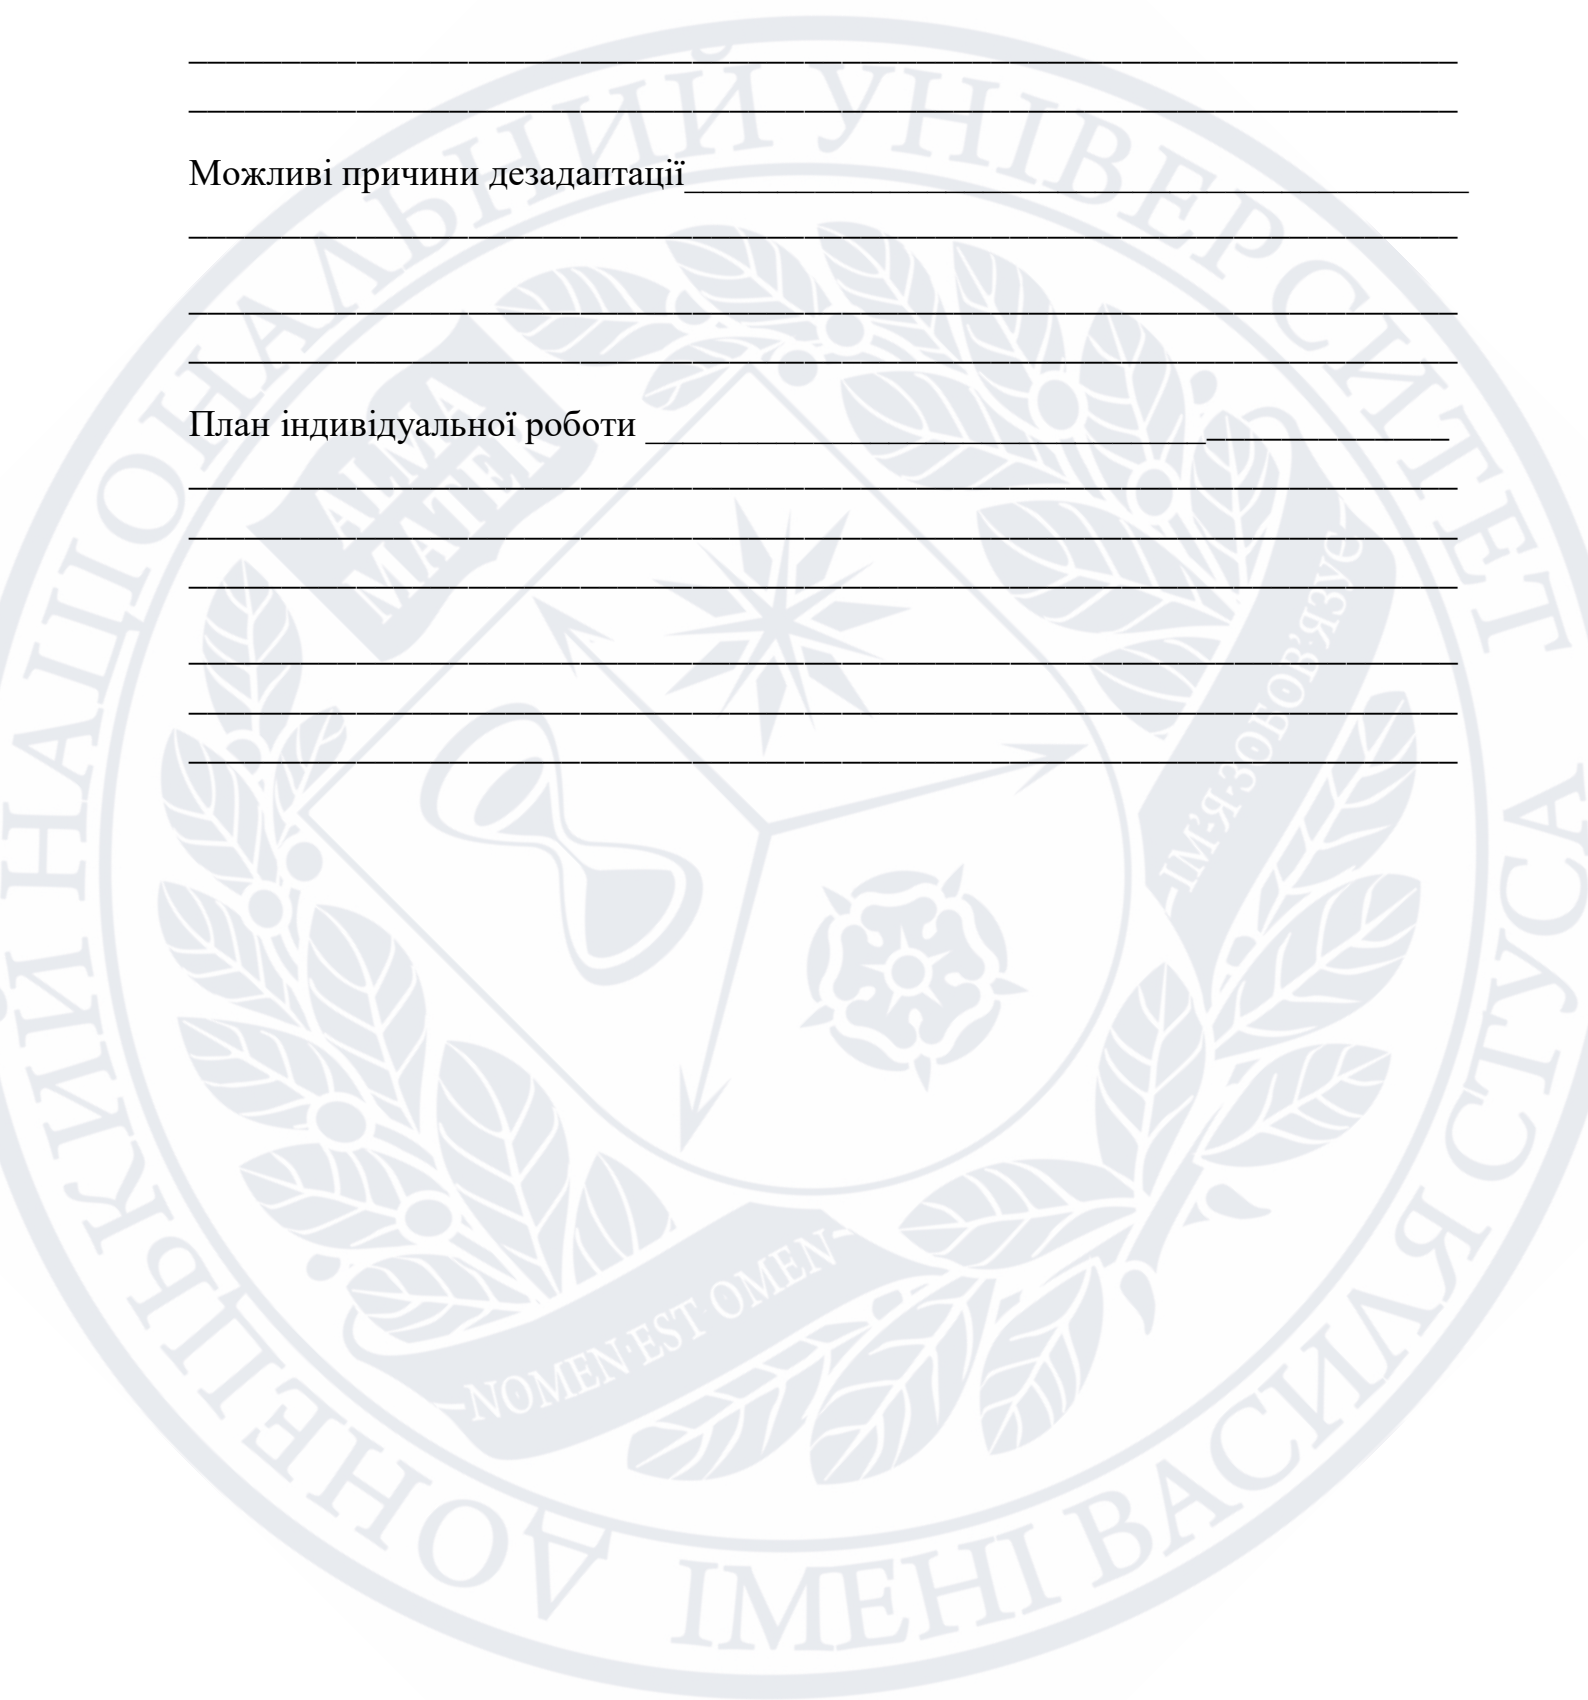 Можливі причини дезадаптації
План індивідуальної роботи
ДОНЕЦЬКИЙ НАЦІОНАЛЬНИЙ УНІВЕРСИТЕТ
ІМЕНІ ВАСИЛЯ СТУСА
ALMA
MATER
ІМ'Я ЗОБОВ'ЯЗУЄ
NOMEN·EST·OMEN